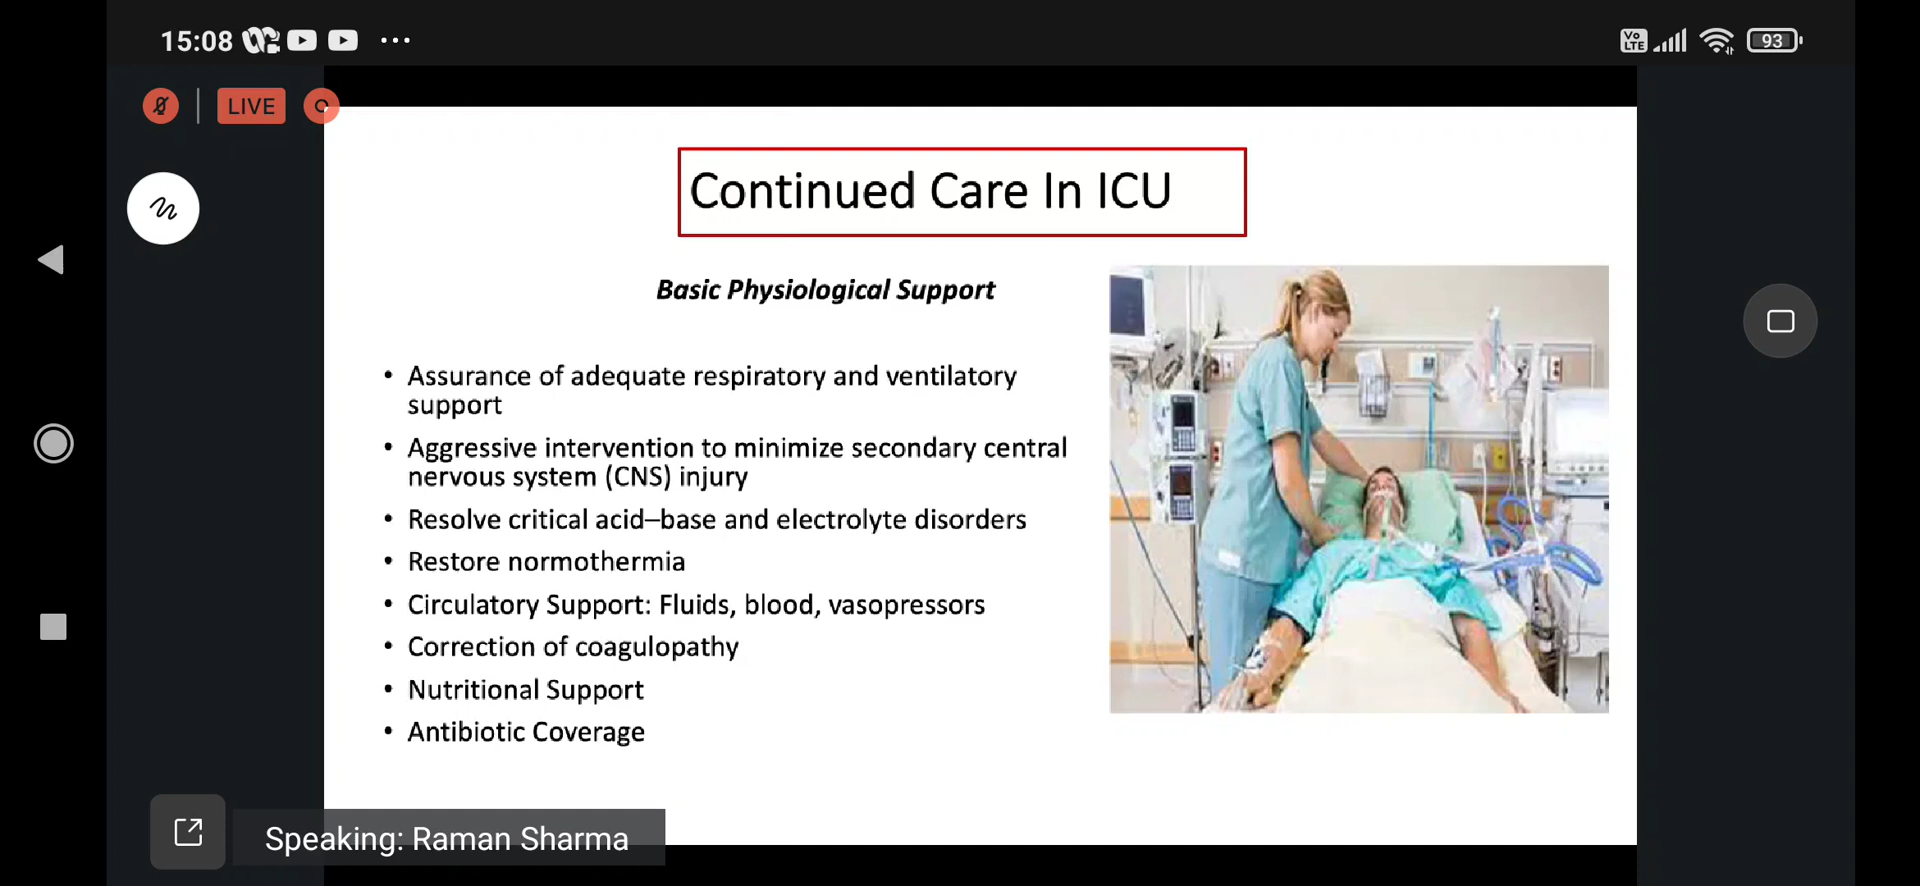 15:08
Vo
LTE
93
LIVE
Continued Care In ICU
Basic Physiological Support
• Assurance of adequate respiratory and ventilatory
support
• Aggressive intervention to minimize secondary central
nervous system (CNS) injury
• Resolve critical acid–base and electrolyte disorders
• Restore normothermia
• Circulatory Support: Fluids, blood, vasopressors
• Correction of coagulopathy
• Nutritional Support
• Antibiotic Coverage
Speaking: Raman Sharma